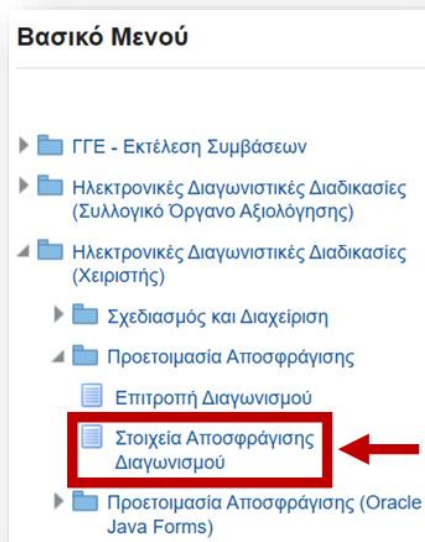 Βασικό Μενού
ΓΓΕ - Εκτέλεση Συμβάσεων
Ηλεκτρονικές Διαγωνιστικές Διαδικασίες
(Συλλογικό Όργανο Αξιολόγησης)
Ηλεκτρονικές Διαγωνιστικές Διαδικασίες
(Χειριστής)
Σχεδιασμός και Διαχείριση
Προετοιμασία Αποσφράγισης
Επιτροπή Διαγωνισμού
Στοιχεία Αποσφράγισης
Διαγωνισμού
Προετοιμασία Αποσφράγισης (Oracle
Java Forms)